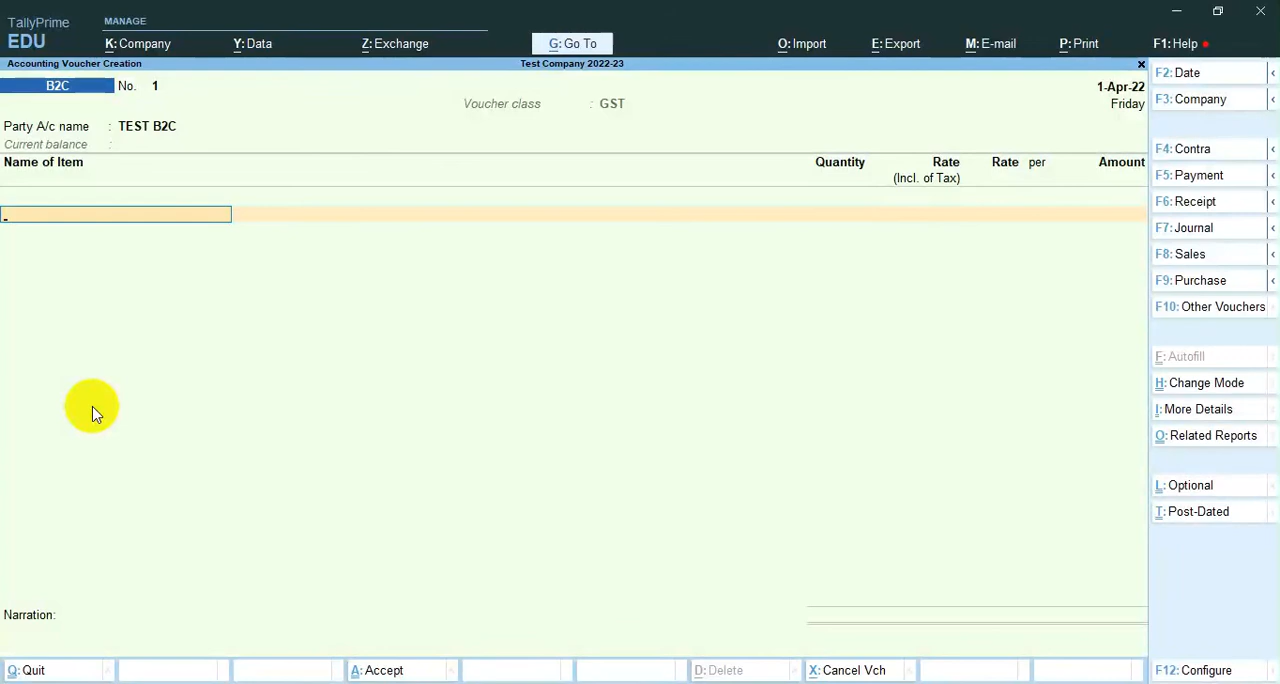 TallyPrime
EDU
MANAGE
K: Company
Y: Data
Z: Exchange
G: Go To
O: Import
E: Export
M: E-mail
P: Print
F1: Help
Accounting Voucher Creation
Test Company 2022-23
B2C
No. 1
Voucher class : GST
1-Apr-22
Friday
Party A/c name : TEST B2C
Current balance :
Name of Item
Quantity
Rate
(Incl. of Tax)
Rate per
Amount
Narration:
F2: Date
F3: Company
F4: Contra
F5: Payment
F6: Receipt
F7: Journal
F8: Sales
F9: Purchase
F10: Other Vouchers
F: Autofill
H: Change Mode
I: More Details
O: Related Reports
L: Optional
T: Post-Dated
Q: Quit
A: Accept
D: Delete
X: Cancel Vch
F12: Configure